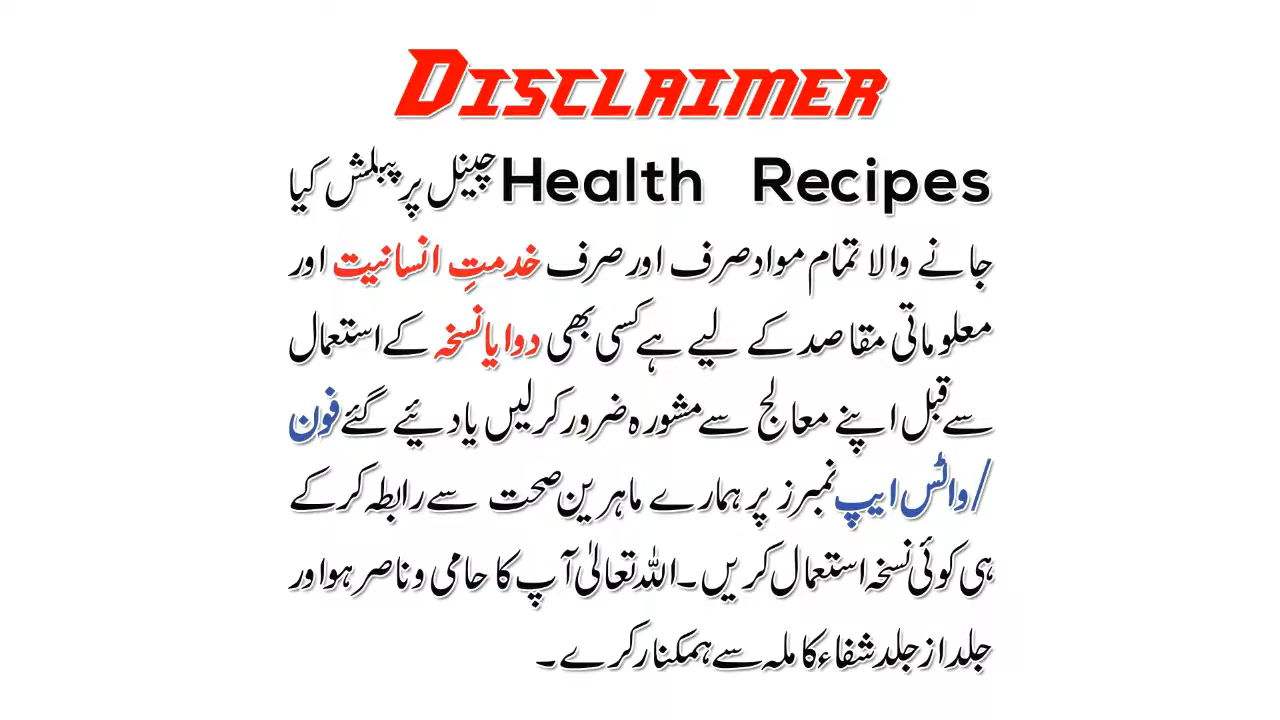 Disclaimer
Health Recipes چینل پر پبلش کیا
جانے والا تمام مواد صرف اور صرف خدمتِ انسانیت اور
معلوماتی مقاصد کے لیے ہے کسی بھی دوا یا نسخہ کے استعمال
سے قبل اپنے معالج سے مشورہ ضرور کرلیں یا دئیے گئے فون
/واٹس ایپ نمبرز پر ہمارے ماہرین صحت سے رابطہ کر کے
ہی کوئی نسخہ استعمال کریں۔ اللہ تعالیٰ آپ کا حامی و ناصر ہو اور
جلد از جلد شفاء کاملہ سے ہمکنار کرے۔